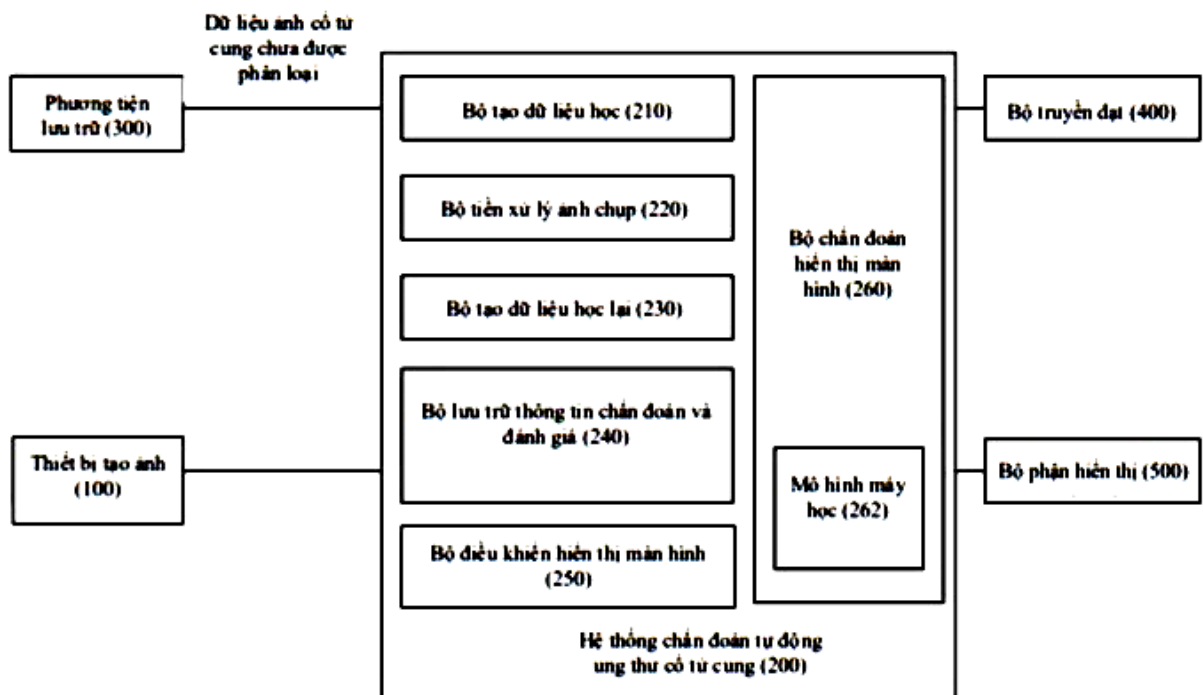 Dữ liệu ảnh cổ tử
cung chưa được
phân loại
Phương tiện
lưu trữ (300)
Bộ tạo dữ liệu học (210)
Bộ truyền đạt (400)
Bộ tiền xử lý ảnh chụp (220)
Bộ chẩn đoán
hiển thị màn
hình (260)
Bộ tạo dữ liệu học lại (230)
Bộ lưu trữ thông tin chẩn đoán và
đánh giá (240)
Thiết bị tạo ảnh
(100)
Mô hình máy
học (262)
Bộ phận hiển thị (500)
Bộ điều khiển hiển thị màn hình
(250)
Hệ thống chẩn đoán tự động
ung thư cổ tử cung (200)